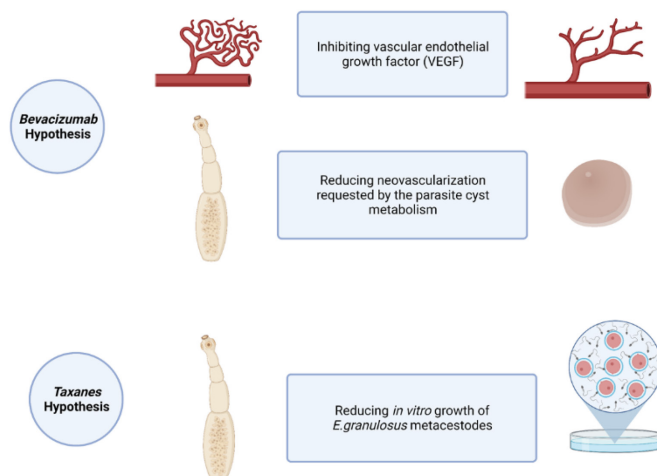 Inhibiting vascular endothelial
growth factor (VEGF)
Bevacizumab
Hypothesis
Reducing neovascularization
requested by the parasite cyst
metabolism
Taxanes
Hypothesis
Reducing in vitro growth of
E.granulosus metacestodes